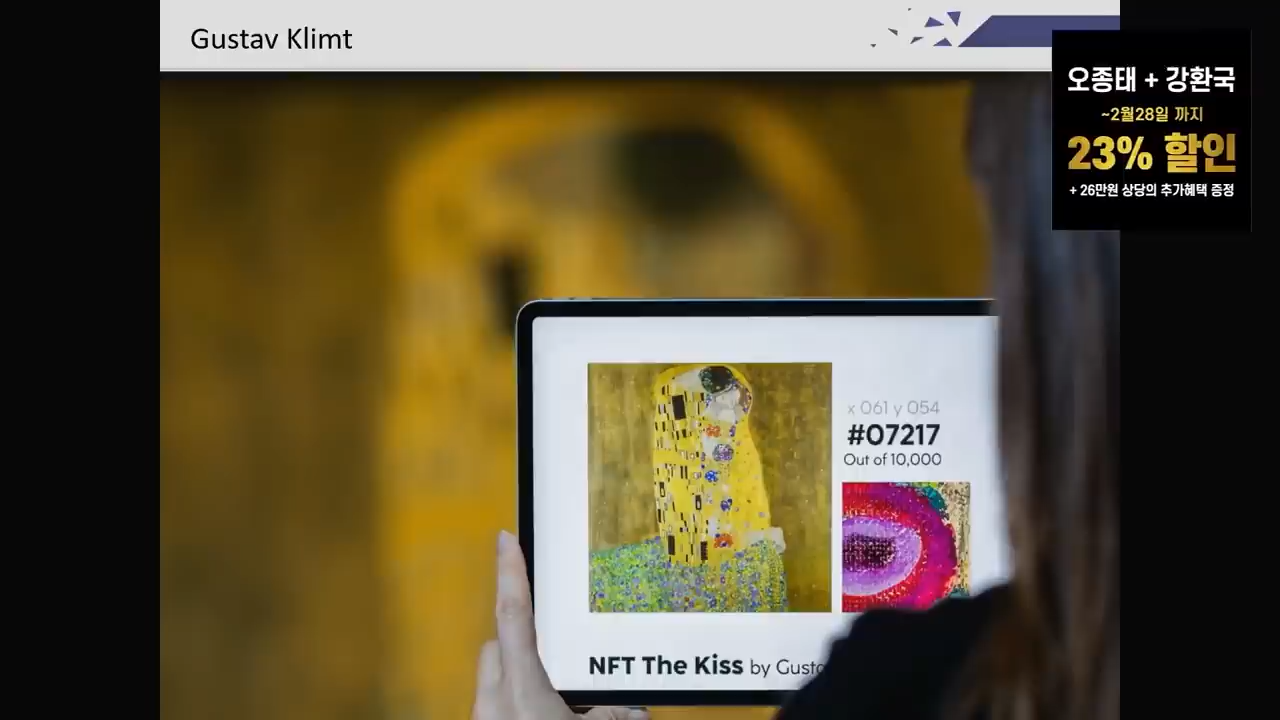 Gustav Klimt
오종태 + 강환국
~2월28일 까지
23% 할인
+ 26만원 상당의 추가혜택 증정
x 061 y 054
#07217
Out of 10,000
NFT The Kiss by Gusta